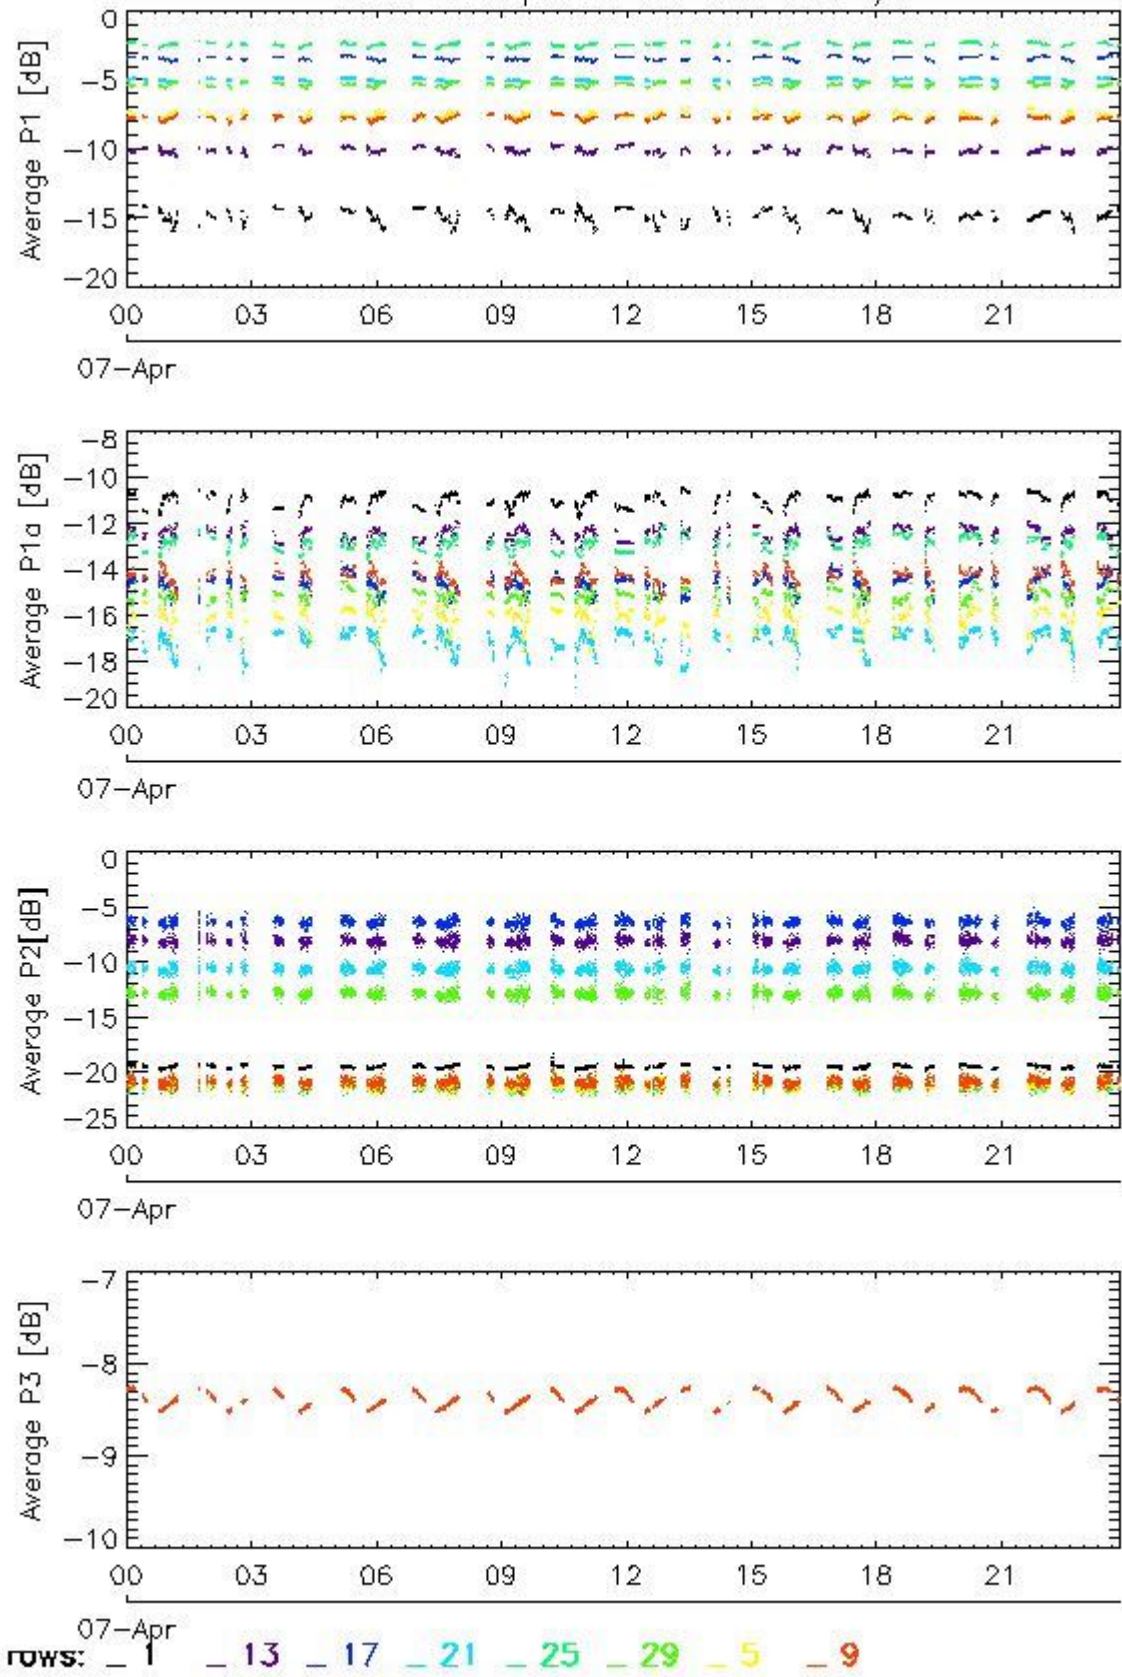 0
−5
−10
−15
−20
Average P1 [dB]
00 03 06 09 12 15 18 21
07−Apr
−8
−10
−12
−14
−16
−18
−20
Average P1a [dB]
00 03 06 09 12 15 18 21
07−Apr
0
−5
−10
−15
−20
−25
Average P2[dB]
00 03 06 09 12 15 18 21
07−Apr
−7
−8
−9
−10
Average P3 [dB]
00 03 06 09 12 15 18 21
07−Apr
rows: _ 1 _ 13 _ 17 _ 21 _ 25 _ 29 _ 5 _ 9